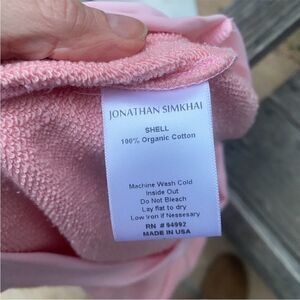 JONATHAN SIMKHAI
SHELL
100% Organic Cotton
Machine Wash Cold
Inside Out
Do Not Bleach
Lay flat to dry
Low Iron if Nessesary
RN # 94992
MADE IN USA